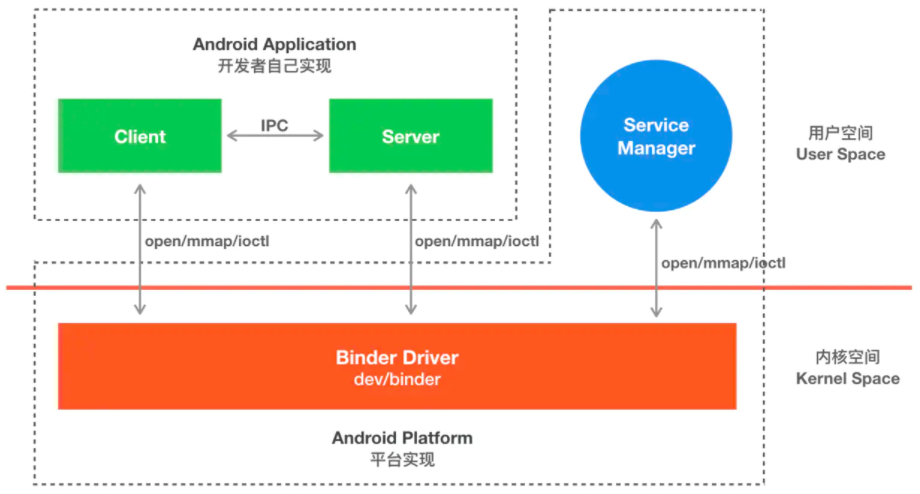 Android Application
开发者自己实现
Client
IPC
Server
Service
Manager
用户空间
User Space
open/mmap/ioctl
open/mmap/ioctl
open/mmap/ioctl
Binder Driver
dev/binder
内核空间
Kernel Space
Android Platform
平台实现